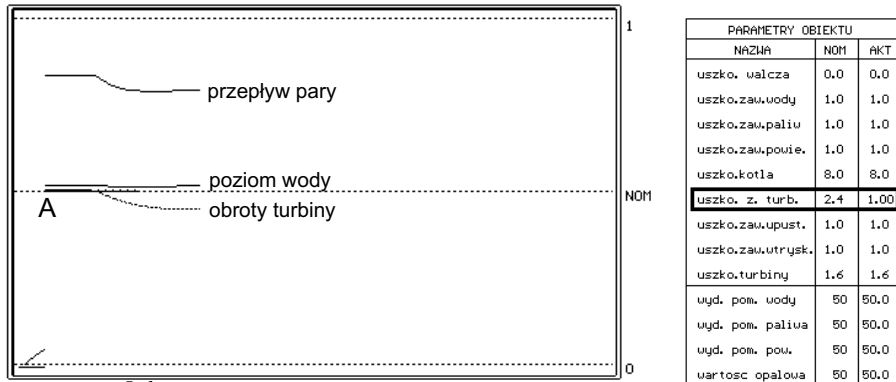 1
przepływ pary
poziom wody
A
NOM
obroty turbiny
0
PARAMETRY OBIEKTU
NAZWA NOM AKT
uszko. walcza 0.0 0.0
uszko.zaw.wody 1.0 1.0
uszko.zaw.paliw 1.0 1.0
uszko.zaw.powie. 1.0 1.0
uszko.kotla 8.0 8.0
uszko. z. turb. 2.4 1.00
uszko.zaw.upust. 1.0 1.0
uszko.zaw.wtrysk. 1.0 1.0
uszko.turbiny 1.6 1.6
wyd. pom. wody 50 50.0
wyd. pom. paliwa 50 50.0
wyd. pom. pow. 50 50.0
wartosc opalowa 50 50.0